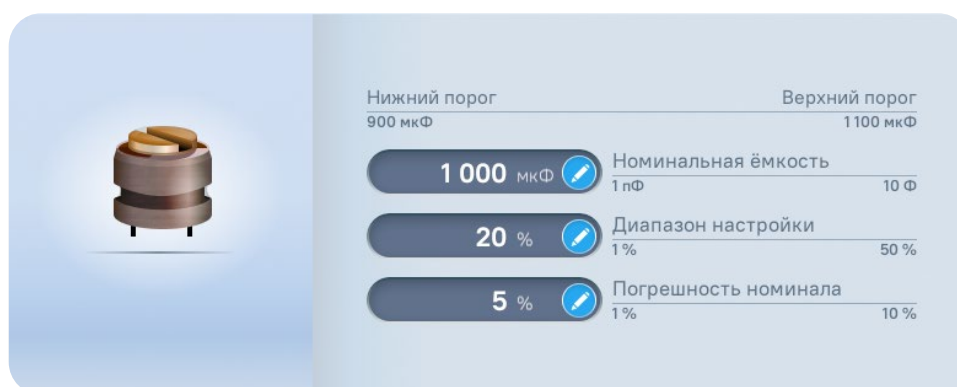 Нижний порог Верхний порог
900 мкФ 1100 мкФ
1 000 мкФ Номинальная ёмкость
1 пФ 10 Ф
20 % Диапазон настройки
1 % 50 %
5 % Погрешность номинала
1 % 10 %